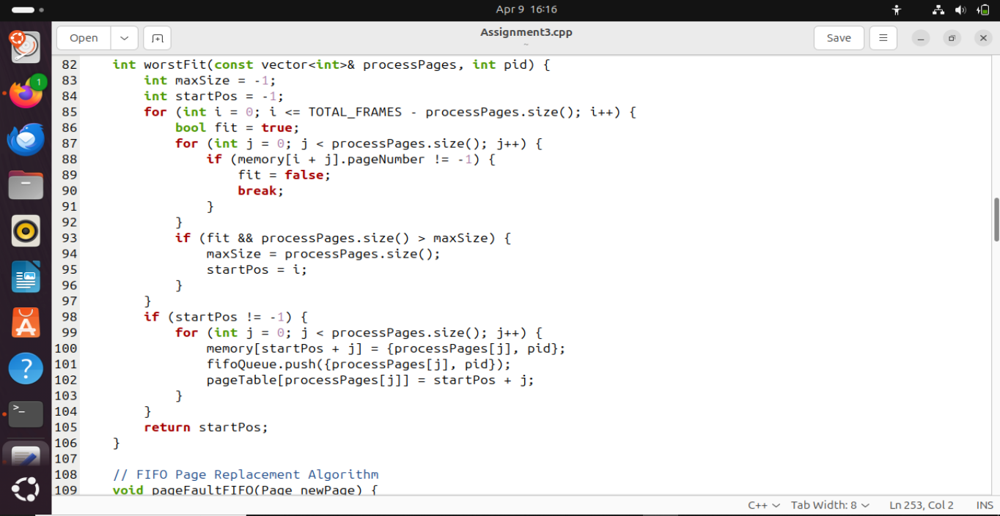 Apr 9 16:16
Open
Assignment3.cpp
~
Save
1
82 int worstFit(const vector<int>& processPages, int pid) {
83 int maxSize = -1;
84 int startPos = -1;
85 for (int i = 0; i <= TOTAL_FRAMES - processPages.size(); i++) {
86 bool fit = true;
87 for (int j = 0; j < processPages.size(); j++) {
88 if (memory[i + j].pageNumber != -1) {
89 fit = false;
90 break;
91 }
92 }
93 if (fit && processPages.size() > maxSize) {
94 maxSize = processPages.size();
95 startPos = i;
96 }
97 }
98 if (startPos != -1) {
99 for (int j = 0; j < processPages.size(); j++) {
100 memory[startPos + j] = {processPages[j], pid};
101 fifoQueue.push({processPages[j], pid});
102 pageTable[processPages[j]] = startPos + j;
103 }
104 }
105 return startPos;
106 }
107
108 // FIFO Page Replacement Algorithm
109 void pageFaultFIFO(Page newPage) {
C++ Tab Width: 8 Ln 253, Col 2 INS